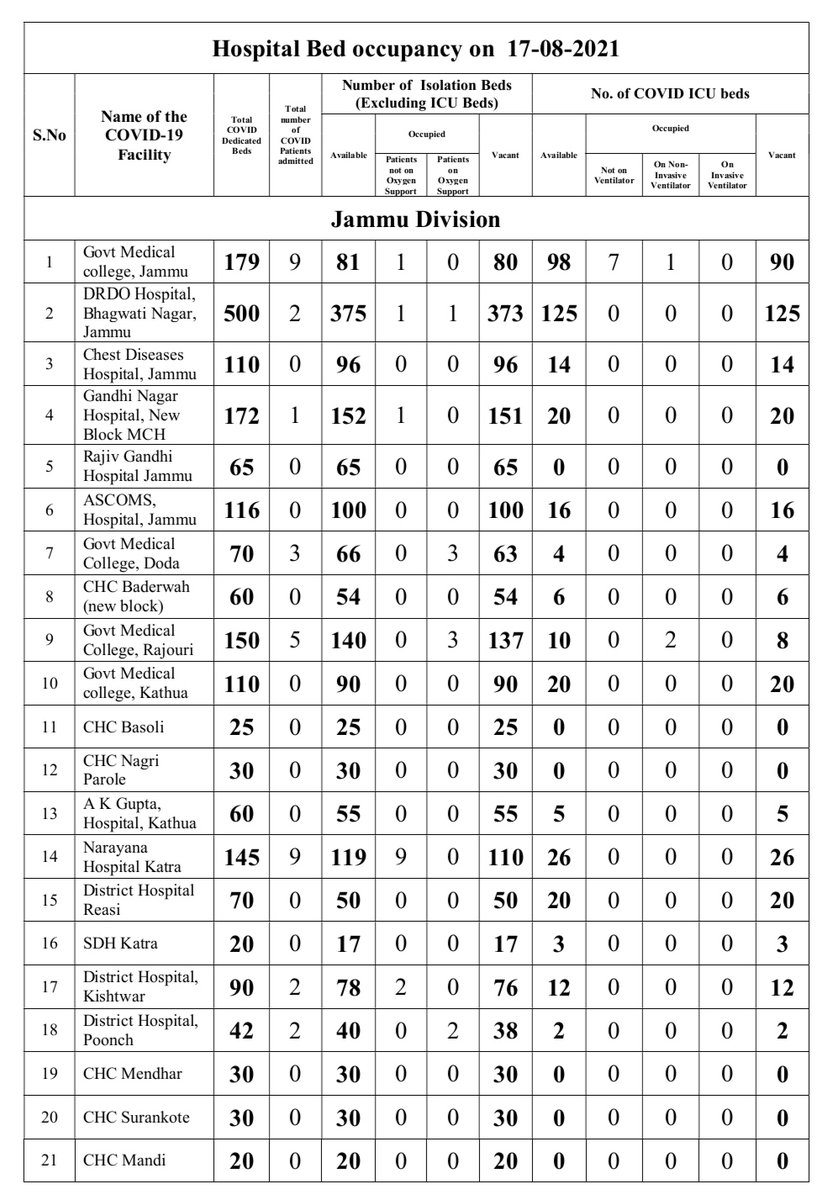 Hospital Bed occupancy on 17-08-2021
S.No
Name of the
COVID-19
Facility
Total
COVID
Dedicated
Beds
Total
number
of
COVID
Patients
admitted
Number of Isolation Beds
(Excluding ICU Beds)
Available
Occupied
Patients
not on
Oxygen
Support
Patients
on
Oxygen
Support
Vacant
No. of COVID ICU beds
Available
Occupied
Not on
Ventilator
On Non-
Invasive
Ventilator
On
Invasive
Ventilator
Vacant
Jammu Division
1 Govt Medical
college, Jammu 179 9 81 1 0 80 98 7 1 0 90
2 DRDO Hospital,
Bhagwati Nagar,
Jammu 500 2 375 1 1 373 125 0 0 0 125
3 Chest Diseases
Hospital, Jammu 110 0 96 0 0 96 14 0 0 0 14
4 Gandhi Nagar
Hospital, New
Block MCH 172 1 152 1 0 151 20 0 0 0 20
5 Rajiv Gandhi
Hospital Jammu 65 0 65 0 0 65 0 0 0 0 0
6 ASCOMS,
Hospital, Jammu 116 0 100 0 0 100 16 0 0 0 16
7 Govt Medical
College, Doda 70 3 66 0 3 63 4 0 0 0 4
8 CHC Baderwah
(new block) 60 0 54 0 0 54 6 0 0 0 6
9 Govt Medical
College, Rajouri 150 5 140 0 3 137 10 0 2 0 8
10 Govt Medical
college, Kathua 110 0 90 0 0 90 20 0 0 0 20
11 CHC Basoli 25 0 25 0 0 25 0 0 0 0 0
12 CHC Nagri
Parole 30 0 30 0 0 30 0 0 0 0 0
13 A K Gupta,
Hospital, Kathua 60 0 55 0 0 55 5 0 0 0 5
14 Narayana
Hospital Katra 145 9 119 9 0 110 26 0 0 0 26
15 District Hospital
Reasi 70 0 50 0 0 50 20 0 0 0 20
16 SDH Katra 20 0 17 0 0 17 3 0 0 0 3
17 District Hospital,
Kishtwar 90 2 78 2 0 76 12 0 0 0 12
18 District Hospital,
Poonch 42 2 40 0 2 38 2 0 0 0 2
19 CHC Mendhar 30 0 30 0 0 30 0 0 0 0 0
20 CHC Surankote 30 0 30 0 0 30 0 0 0 0 0
21 CHC Mandi 20 0 20 0 0 20 0 0 0 0 0